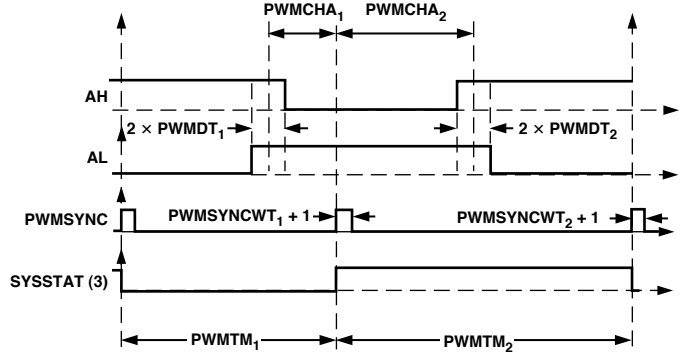 PWMCHA₁
PWMCHA₂
AH
2 × PWMDT₁
2 × PWMDT₂
AL
PWMSYNC
PWMSYNCWT₁ + 1
PWMSYNCWT₂ + 1
SYSSTAT (3)
PWMTM₁
PWMTM₂